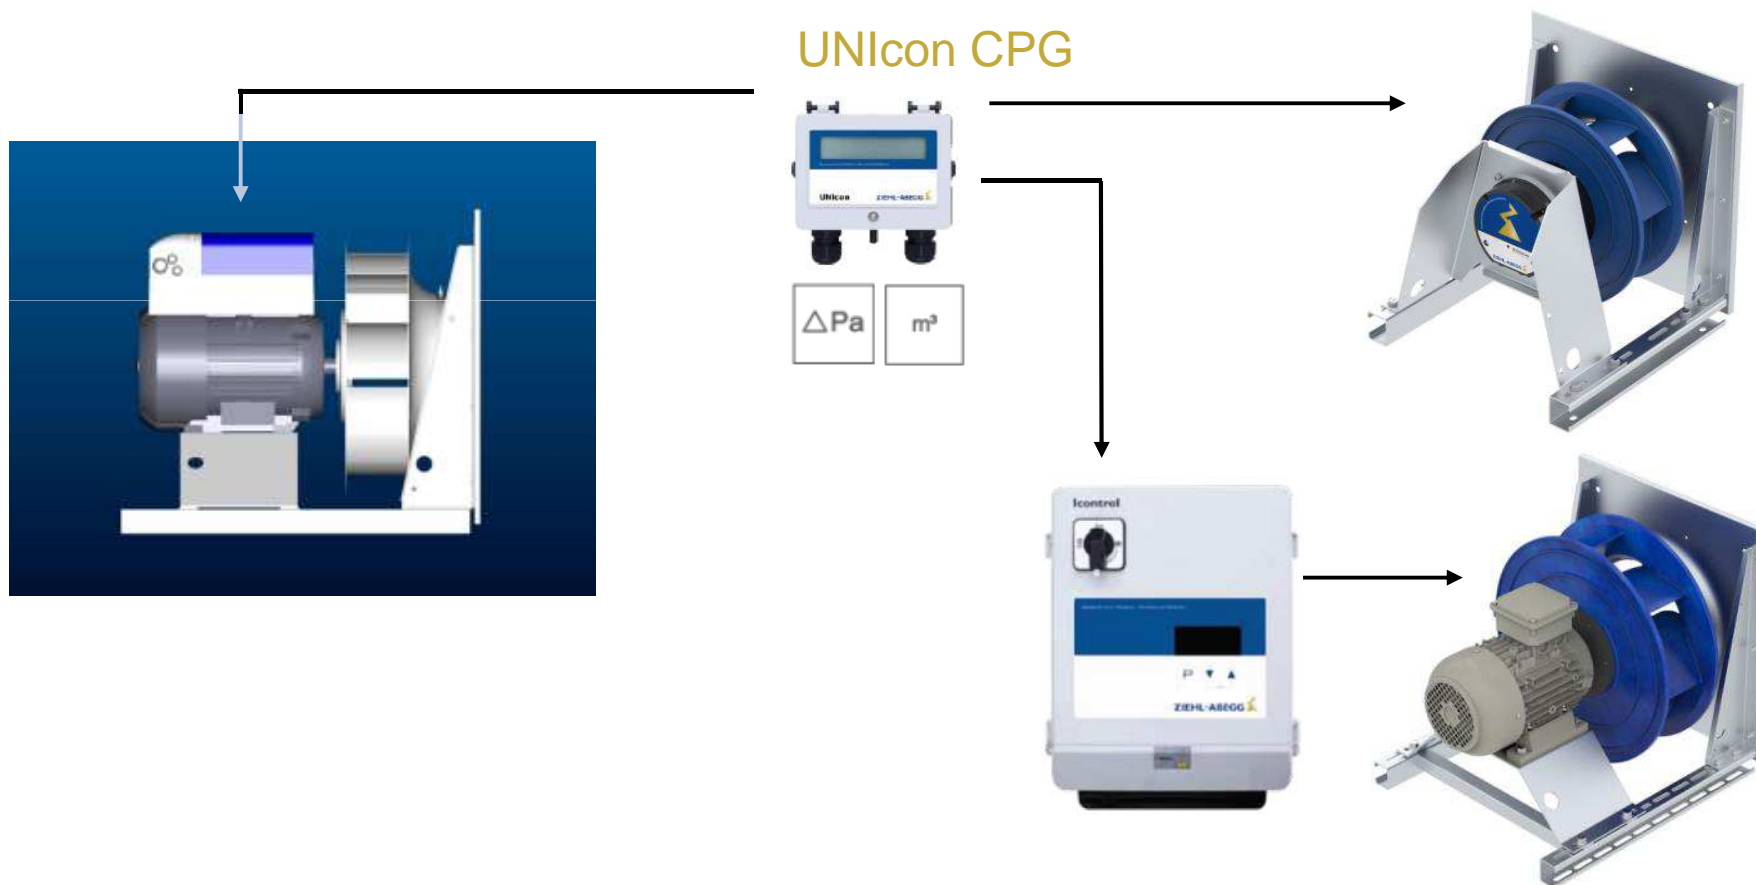 UNIcon CPG
UNIcon
ZIEHL-ABEGG
△Pa
m³
Icontrol
P ▼ ▲
ZIEHL-ABEGG